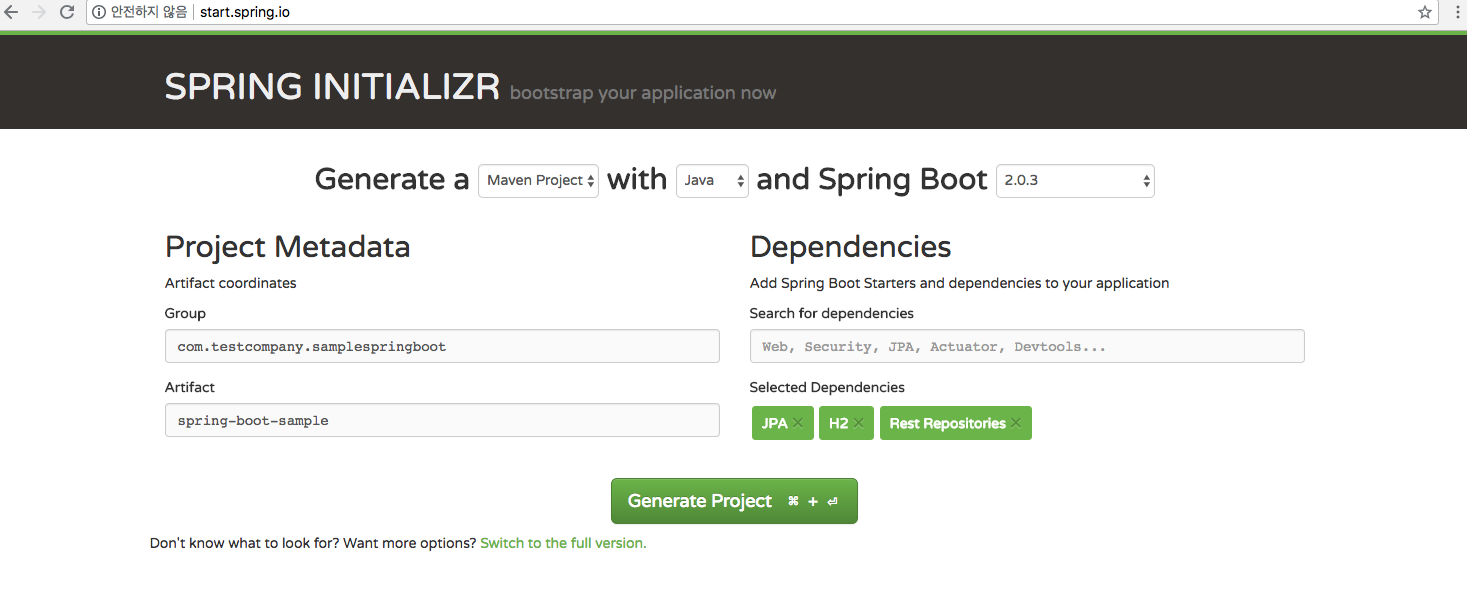 안전하지 않음 start.spring.io
SPRING INITIALIZR bootstrap your application now
Generate a Maven Project with Java and Spring Boot 2.0.3
Project Metadata
Artifact coordinates
Group
com.testcompany.samplespringboot
Artifact
spring-boot-sample
Dependencies
Add Spring Boot Starters and dependencies to your application
Search for dependencies
Web, Security, JPA, Actuator, Devtools...
Selected Dependencies
JPA × H2 × Rest Repositories ×
Generate Project ⌘ + ⏎
Don't know what to look for? Want more options? Switch to the full version.